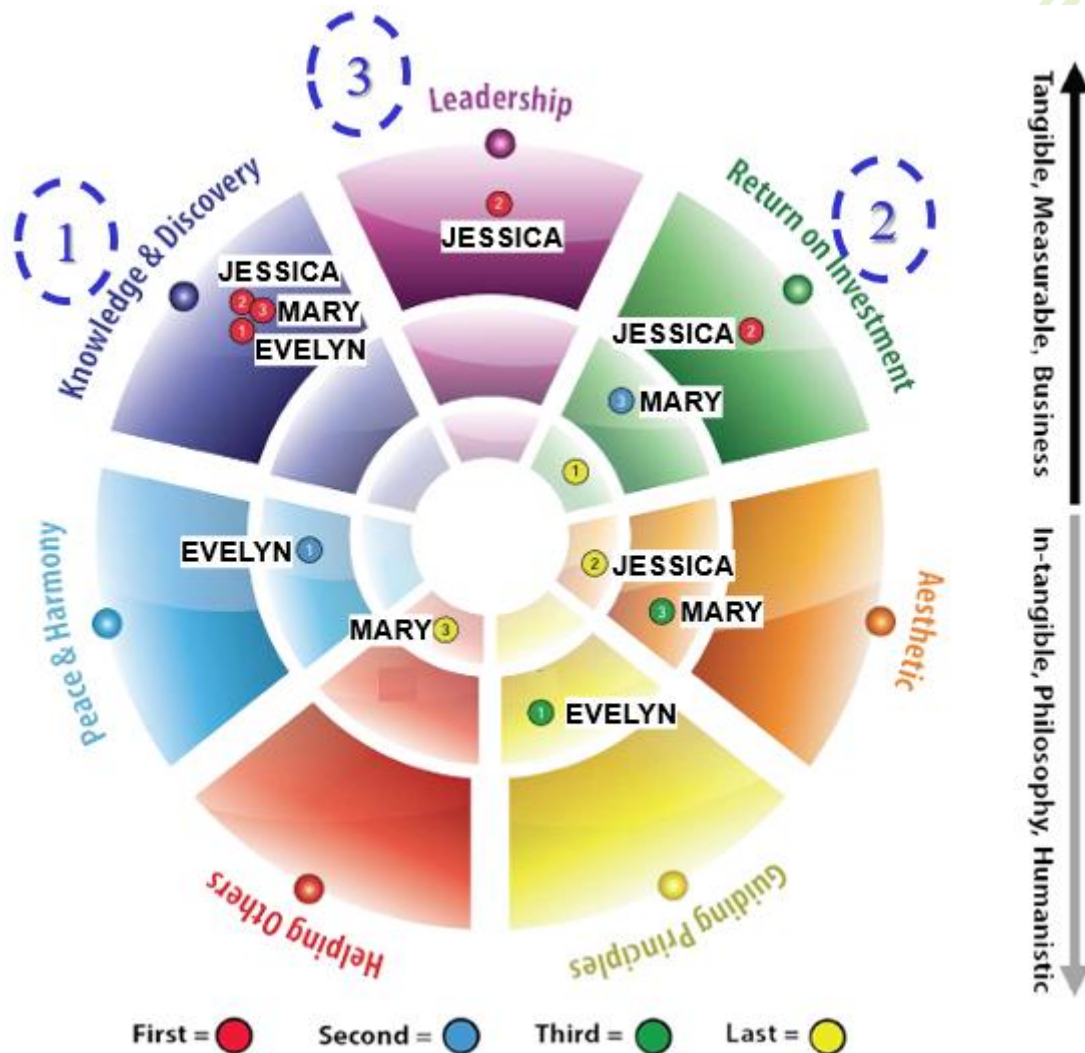 3
Leadership
1
Knowledge & Discovery
2
Return on Investment
Tangible, Measurable, Business
2
JESSICA
JESSICA
2
3
MARY
1
EVELYN
JESSICA
2
3
MARY
1
EVELYN
1
2
JESSICA
3
MARY
MARY
3
1
EVELYN
Peace & Harmony
Aesthetic
In-tangible, Philosophy, Humanistic
Helping Others
Guiding Principles
First =
Second =
Third =
Last =